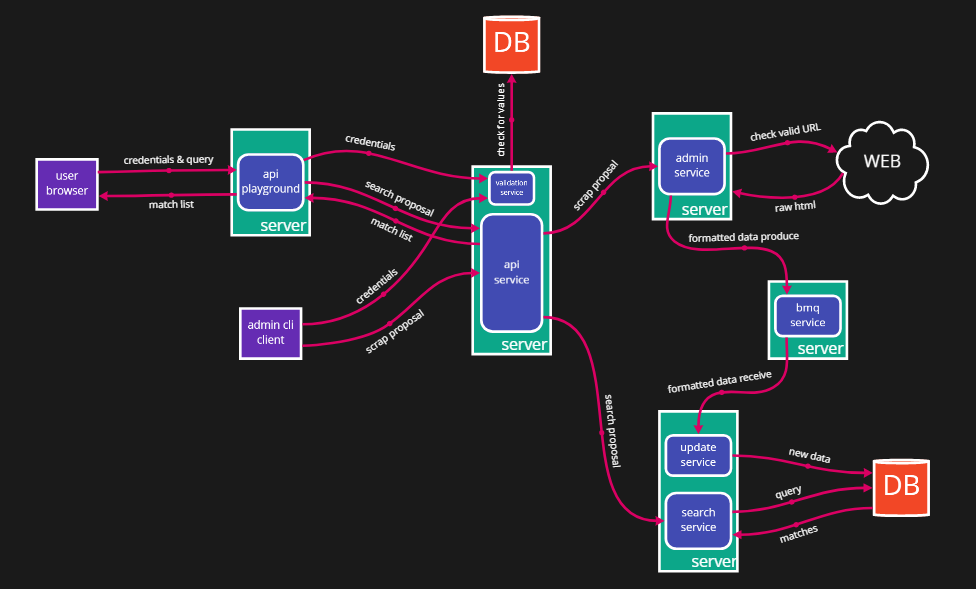 DB
check for values
user
browser
credentials & query
match list
api
playground
server
credentials
search proposal
match list
credentials
scrap proposal
admin cli
client
validation
service
api
service
server
scrap propsal
search proposal
admin
service
server
check valid URL
raw html
WEB
formatted data produce
bmq
service
server
formatted data receive
update
service
search
service
server
new data
query
matches
DB